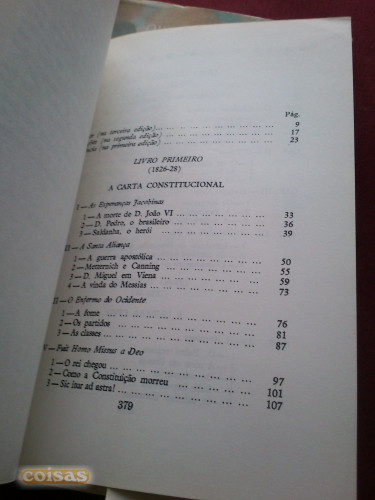 Pág.
(na terceira edição) ... 9
(na segunda edição) ... 17
(na primeira edição) ... 23
LIVRO PRIMEIRO
(1826-28)
A CARTA CONSTITUCIONAL
I — As Esperanças Jacobinas
1 — A morte de D. João VI ... 33
2 — D. Pedro, o brasileiro ... 36
3 — Saldanha, o herói ... 39
II — A Santa Aliança
1 — A guerra apostólica ... 50
2 — Metternich e Canning ... 55
3 — D. Miguel em Viena ... 59
4 — A vinda do Messias ... 73
III — O Enfermo do Ocidente
1 — A fome ... 76
2 — Os partidos ... 81
3 — As classes ... 87
IV — Fuit Homo Missus a Deo
1 — O rei chegou ... 97
2 — Como a Constituição morreu ... 101
3 — Sic itur ad astra! ... 107
379
coisas